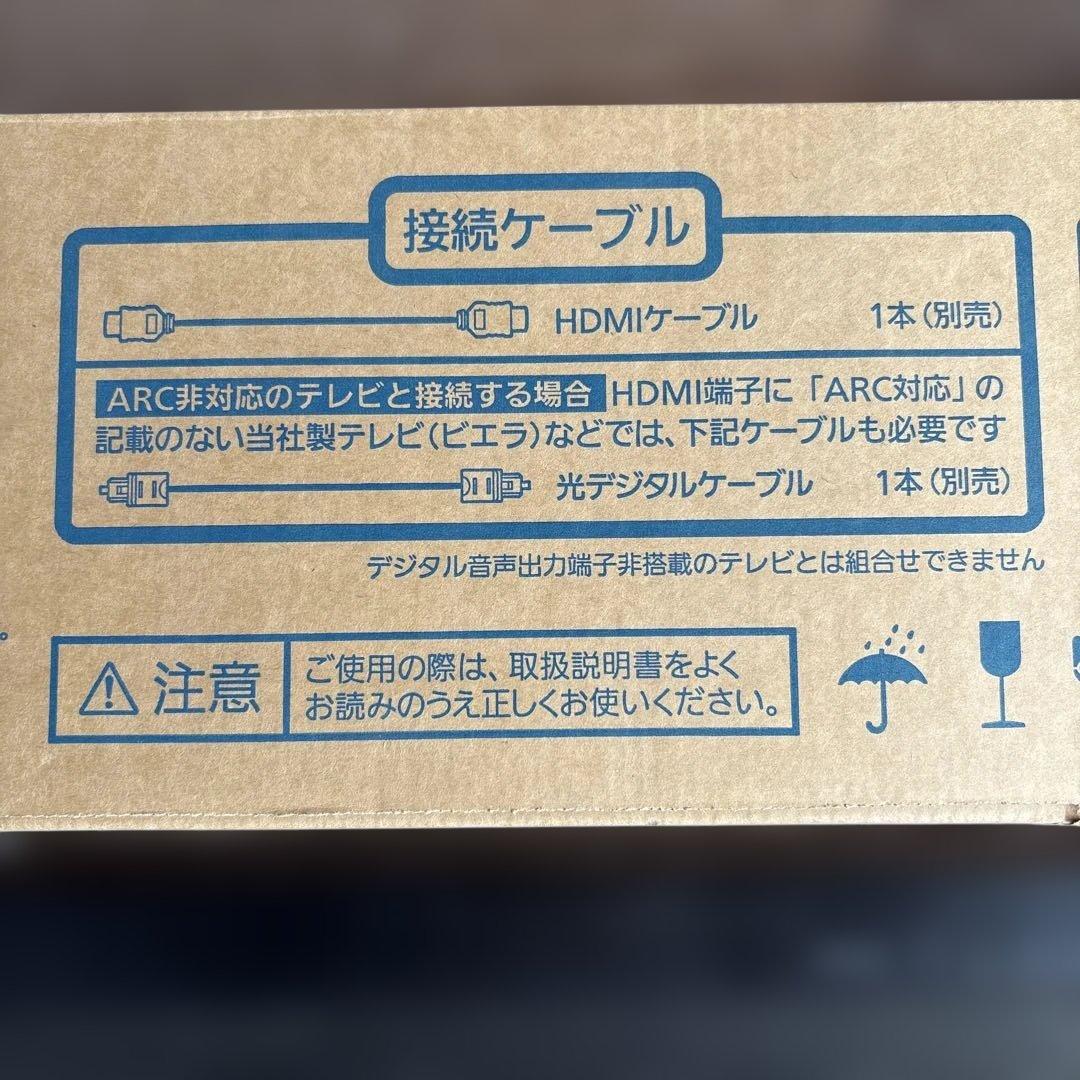 接続ケーブル
HDMIケーブル 1本(別売)
ARC非対応のテレビと接続する場合 HDMI端子に「ARC対応」の
記載のない当社製テレビ(ビエラ)などでは、下記ケーブルも必要です
光デジタルケーブル 1本(別売)
デジタル音声出力端子非搭載のテレビとは組合せできません
。
注意
ご使用の際は、取扱説明書をよく
お読みのうえ正しくお使いください。